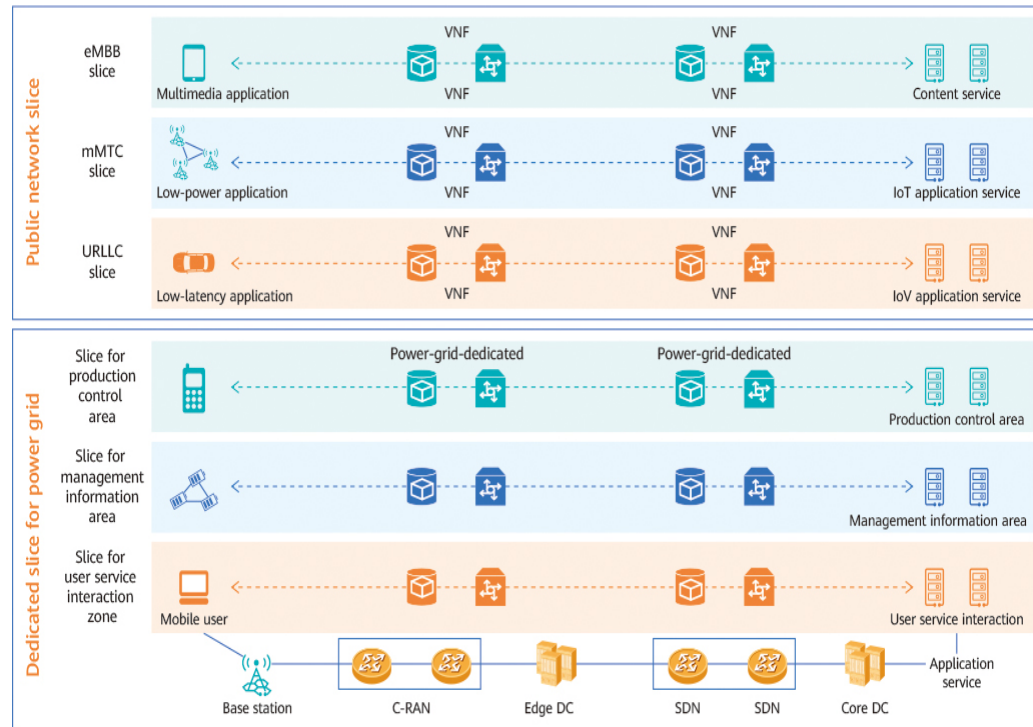 Public network slice
eMBB
slice
VNF
VNF
Multimedia application
VNF
VNF
Content service
mMTC
slice
VNF
VNF
Low-power application
VNF
VNF
IoT application service
URLLC
slice
VNF
VNF
Low-latency application
VNF
VNF
IoV application service
Dedicated slice for power grid
Slice for
production
control
area
Power-grid-dedicated
Power-grid-dedicated
Production control area
Slice for
management
information
area
Management information area
Slice for
user service
interaction
zone
Mobile user
User service interaction
Base station
C-RAN
Edge DC
SDN
SDN
Core DC
Application
service